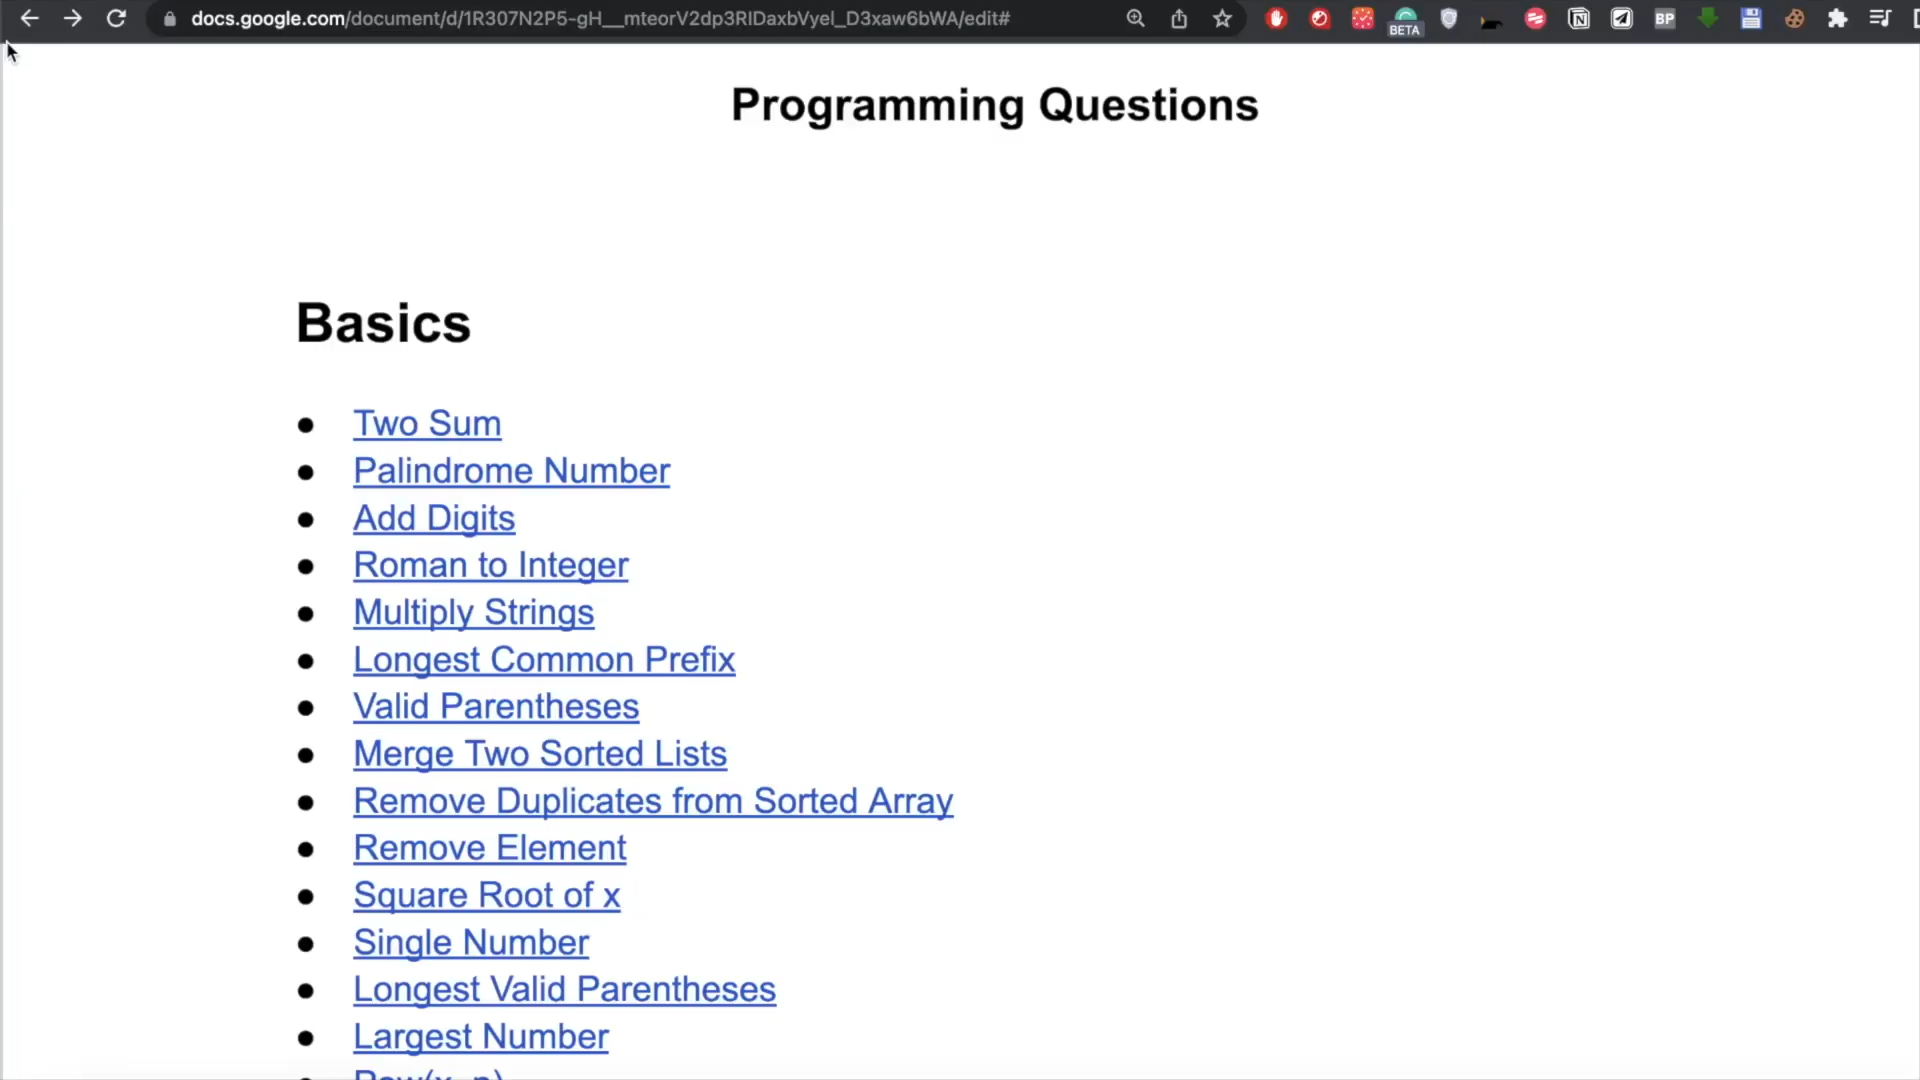 docs.google.com/document/d/1R307N2P5-gH__mteorV2dp3RlDaxbVyel_D3xaw6bWA/edit#
BETA
BP
Programming Questions
Basics
Two Sum
Palindrome Number
Add Digits
Roman to Integer
Multiply Strings
Longest Common Prefix
Valid Parentheses
Merge Two Sorted Lists
Remove Duplicates from Sorted Array
Remove Element
Square Root of x
Single Number
Longest Valid Parentheses
Largest Number
Pow(x, n)